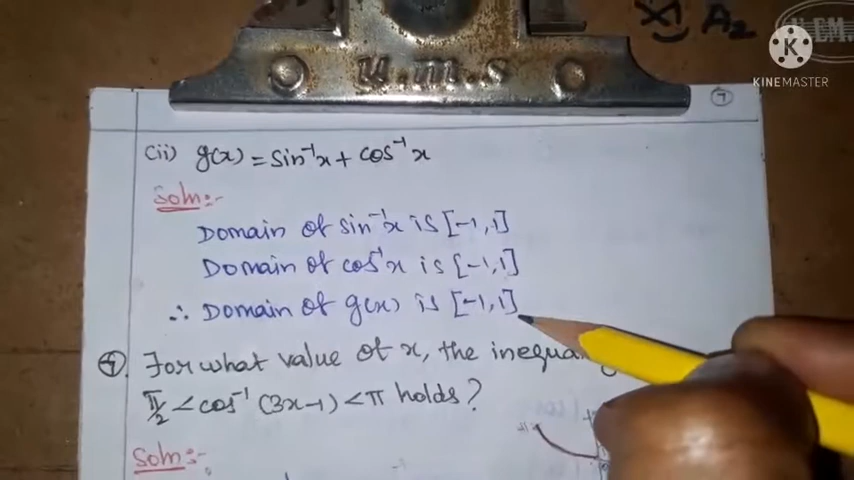 KINEMASTER
U.M.S
7
(ii) g(x) = sin⁻¹x + cos⁻¹x
Soln:-
Domain of sin⁻¹x is [-1,1]
Domain of cos⁻¹x is [-1,1]
∴ Domain of g(x) is [-1,1]
4. For what value of x, the
π/2 < cos⁻¹(3x-1) < π holds?
Soln:-